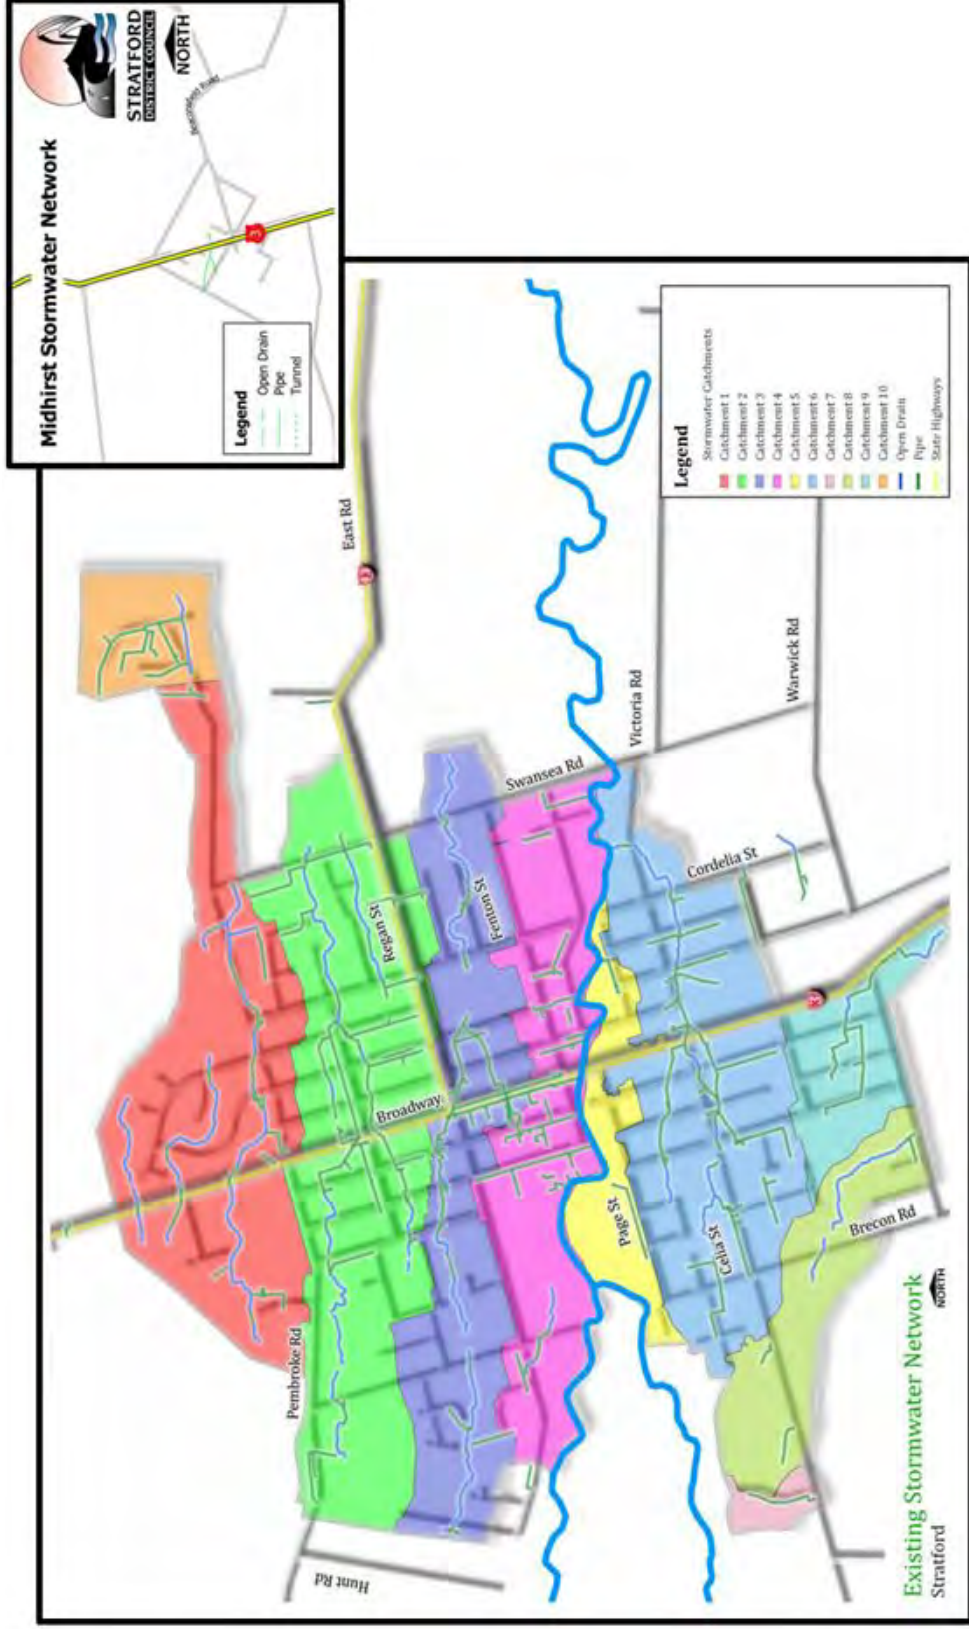 Midhirst Stormwater Network
STRATFORD
DISTRICT COUNCIL
NORTH
Beaconsfield Road
3
Legend
Open Drain
Pipe
Tunnel
East Rd
Swansea Rd
Victoria Rd
Warwick Rd
Cordelia St
Regan St
Fenton St
Broadway
Pembroke Rd
Page St
Celia St
Brecon Rd
Hunt Rd
Legend
Stormwater Catchments
Catchment 1
Catchment 2
Catchment 3
Catchment 4
Catchment 5
Catchment 6
Catchment 7
Catchment 8
Catchment 9
Catchment 10
Open Drain
Pipe
State Highways
Existing Stormwater Network
Stratford
NORTH